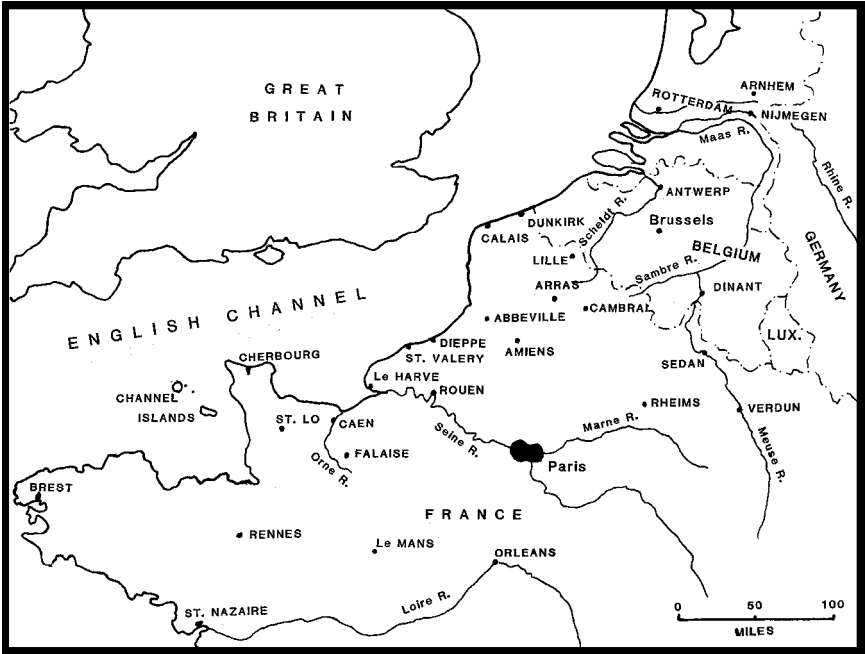 GREAT
BRITAIN
ARNHEM
ROTTERDAM
NIJMEGEN
Maas R.
Rhine R.
ANTWERP
DUNKIRK
Scheldt R.
Brussels
CALAIS
LILLE
BELGIUM
GERMANY
Sambre R.
ARRAS
DINANT
ENGLISH CHANNEL
ABBEVILLE
CAMBRAI
LUX.
DIEPPE
ST. VALERY
AMIENS
CHERBOURG
SEDAN
Le HARVE
ROUEN
CHANNEL
ISLANDS
RHEIMS
VERDUN
ST. LO
CAEN
Seine R.
Marne R.
FALAISE
Orne R.
Paris
Meuse R.
BREST
FRANCE
RENNES
Le MANS
ORLEANS
Loire R.
ST. NAZAIRE
0 50 100
MILES